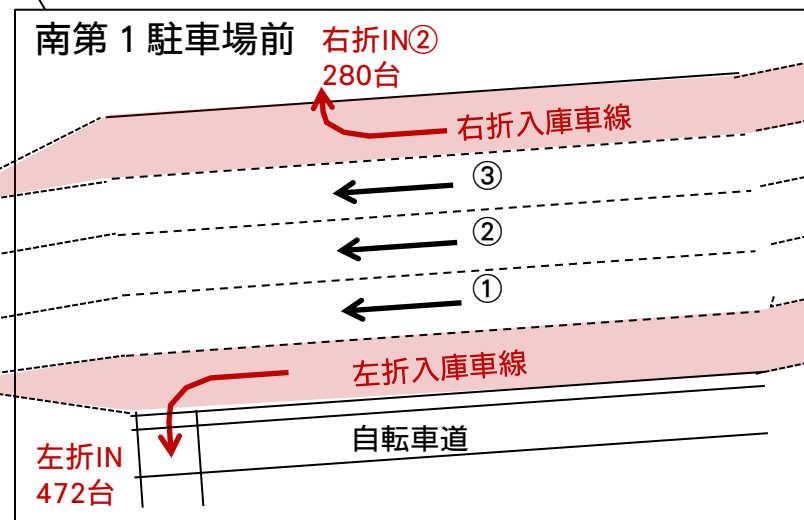 南第1駐車場前
右折IN②
280台
右折入庫車線
③
②
①
左折入庫車線
自転車道
左折IN
472台